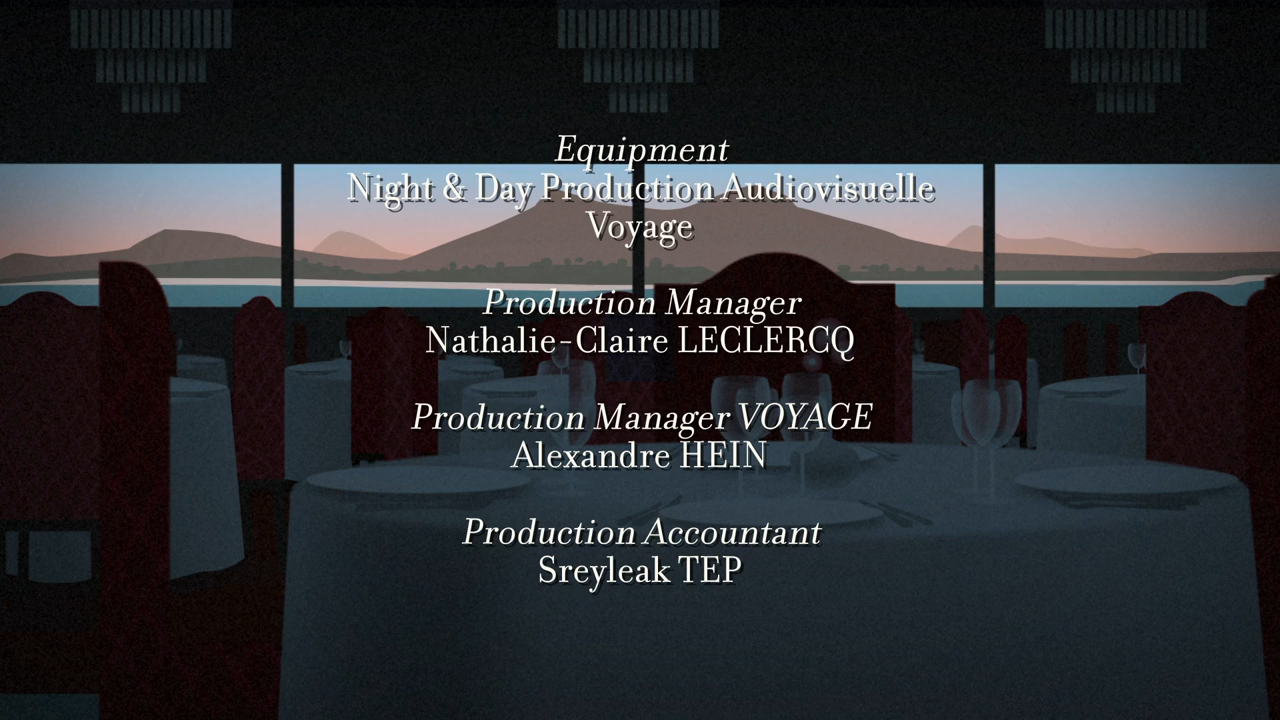 Equipment
Night & Day Production Audiovisuelle
Voyage
Production Manager
Nathalie-Claire LECLERCQ
Production Manager VOYAGE
Alexandre HEIN
Production Accountant
Sreyleak TEP